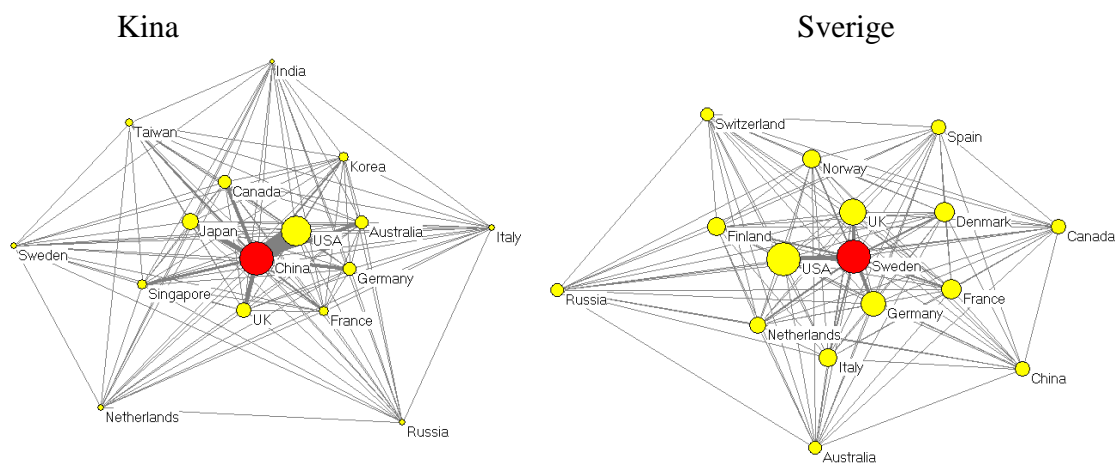 Kina
India
Taiwan
Korea
Canada
Japan
USA
Australia
Italy
Sweden
China
Germany
Singapore
UK
France
Netherlands
Russia
Sverige
Switzerland
Spain
Norway
UK
Denmark
Finland
Canada
USA
Sweden
Russia
France
Germany
Netherlands
Italy
China
Australia